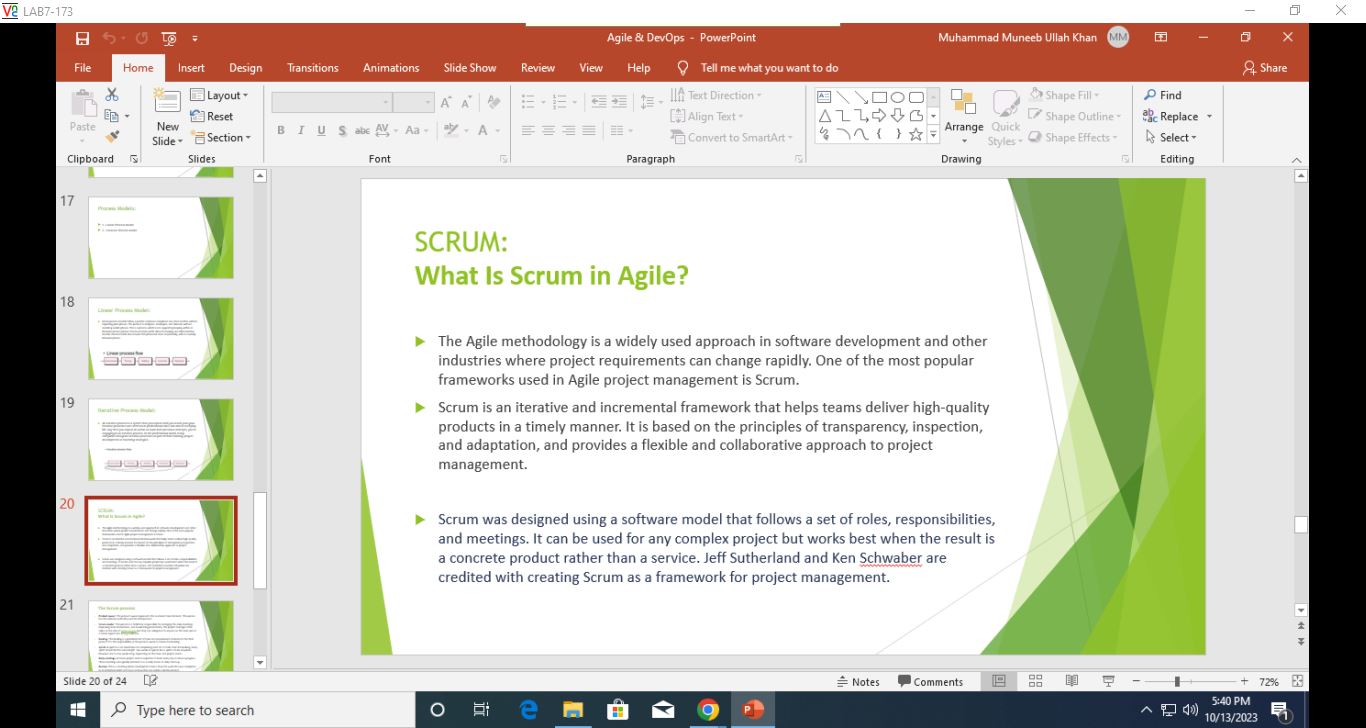 LAB7-173
Agile & DevOps - PowerPoint
Muhammad Muneeb Ullah Khan MM
File Home Insert Design Transitions Animations Slide Show Review View Help Tell me what you want to do Share
Paste
New Slide
Layout
Reset
Section
B I U S abc AV Aa A
Text Direction
Align Text
Convert to SmartArt
Arrange
Quick Styles
Shape Fill
Shape Outline
Shape Effects
Find
Replace
Select
Clipboard Slides Font Paragraph Drawing Editing
17
Process Models:
18
Linear Process Model:
Linear process flow
19
Iterative Process Model:
20
SCRUM:
What Is Scrum in Agile?
21
The Scrum process
SCRUM:
What Is Scrum in Agile?
The Agile methodology is a widely used approach in software development and other
industries where project requirements can change rapidly. One of the most popular
frameworks used in Agile project management is Scrum.
Scrum is an iterative and incremental framework that helps teams deliver high-quality
products in a timely manner. It is based on the principles of transparency, inspection,
and adaptation, and provides a flexible and collaborative approach to project
management.
Scrum was designed using a software model that follows a set of roles, responsibilities,
and meetings. It can be used for any complex project but works best when the result is
a concrete product rather than a service. Jeff Sutherland and Ken Schwaber are
credited with creating Scrum as a framework for project management.
Slide 20 of 24
Notes
Comments
72%
Type here to search
5:40 PM
10/13/2023
1